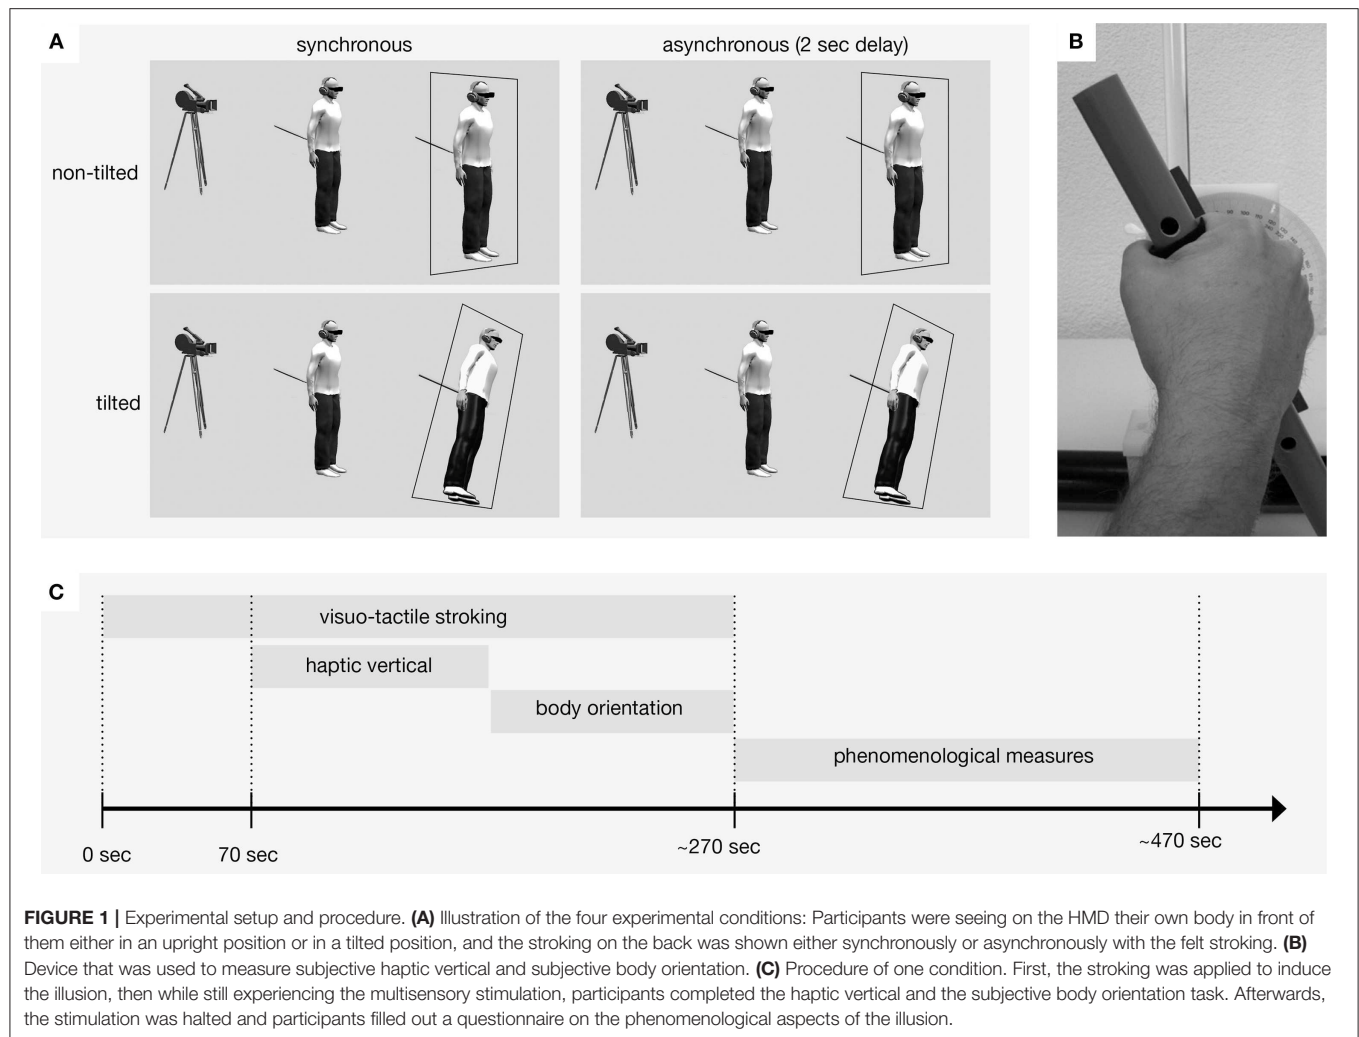 A
synchronous
asynchronous (2 sec delay)
B
non-tilted
tilted
C
visuo-tactile stroking
haptic vertical
body orientation
phenomenological measures
0 sec
70 sec
~270 sec
~470 sec
FIGURE 1 | Experimental setup and procedure. (A) Illustration of the four experimental conditions: Participants were seeing on the HMD their own body in front of
them either in an upright position or in a tilted position, and the stroking on the back was shown either synchronously or asynchronously with the felt stroking. (B)
Device that was used to measure subjective haptic vertical and subjective body orientation. (C) Procedure of one condition. First, the stroking was applied to induce
the illusion, then while still experiencing the multisensory stimulation, participants completed the haptic vertical and the subjective body orientation task. Afterwards,
the stimulation was halted and participants filled out a questionnaire on the phenomenological aspects of the illusion.